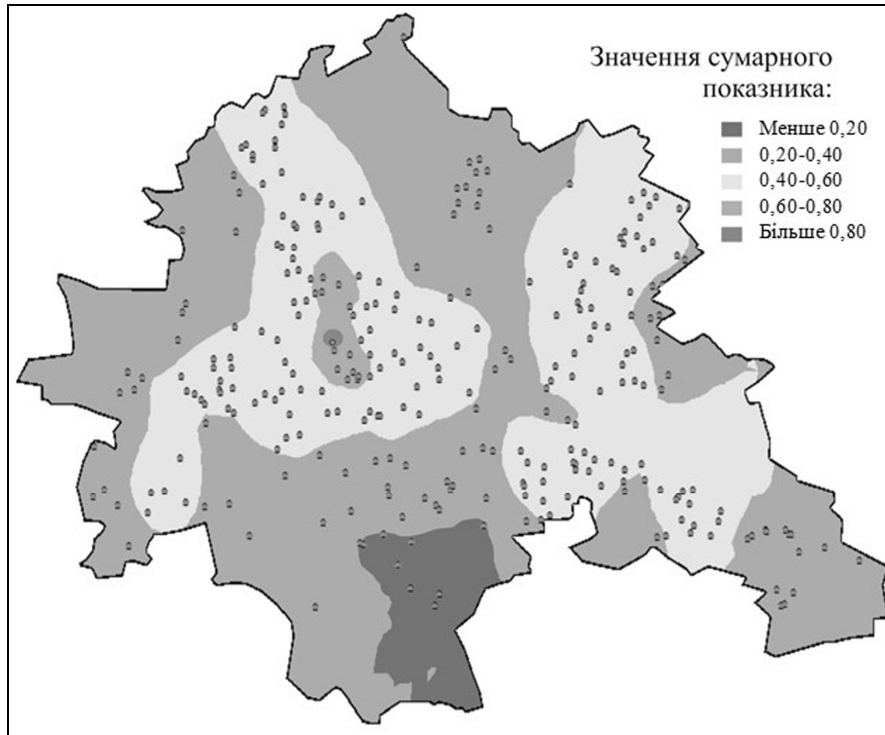 Значення сумарного
показника:
Менше 0,20
0,20-0,40
0,40-0,60
0,60-0,80
Більше 0,80